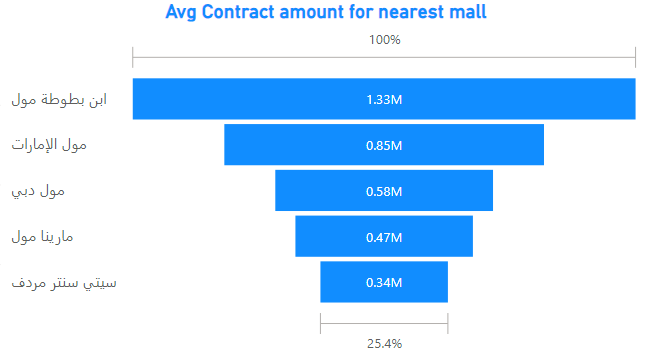 Avg Contract amount for nearest mall
100%
ابن بطوطة مول
1.33M
مول الإمارات
0.85M
مول دبي
0.58M
مارينا مول
0.47M
سيتي سنتر مردف
0.34M
25.4%